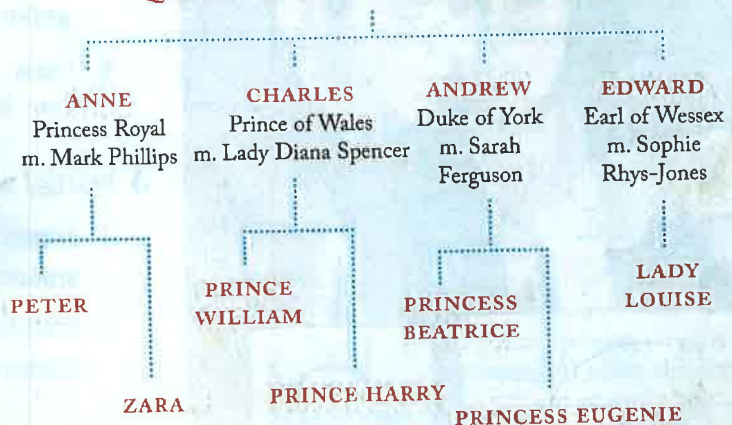 ANNE
Princess Royal
m. Mark Phillips
CHARLES
Prince of Wales
m. Lady Diana Spencer
ANDREW
Duke of York
m. Sarah
Ferguson
EDWARD
Earl of Wessex
m. Sophie
Rhys-Jones
PETER
ZARA
PRINCE
WILLIAM
PRINCE HARRY
PRINCESS
BEATRICE
PRINCESS EUGENIE
LADY
LOUISE